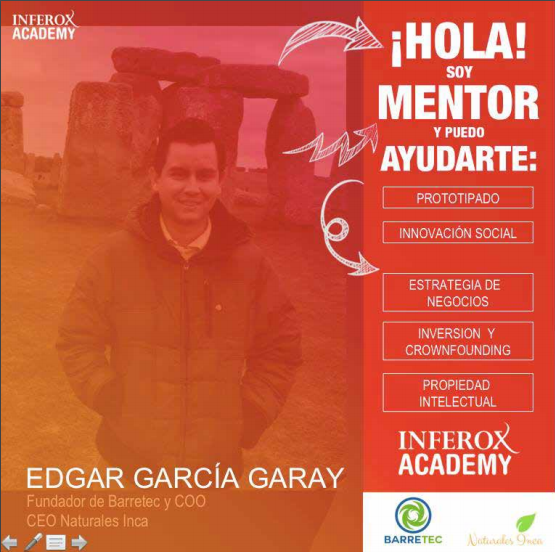 INFEROX
ACADEMY
¡HOLA!
SOY
MENTOR
Y PUEDO
AYUDARTE:
PROTOTIPADO
INNOVACIÓN SOCIAL
ESTRATEGIA DE
NEGOCIOS
INVERSION Y
CROWNFOUNDING
PROPIEDAD
INTELECTUAL
INFEROX
ACADEMY
EDGAR GARCÍA GARAY
Fundador de Barretec y COO
CEO Naturales Inca
BARRETEC
Naturales Inca